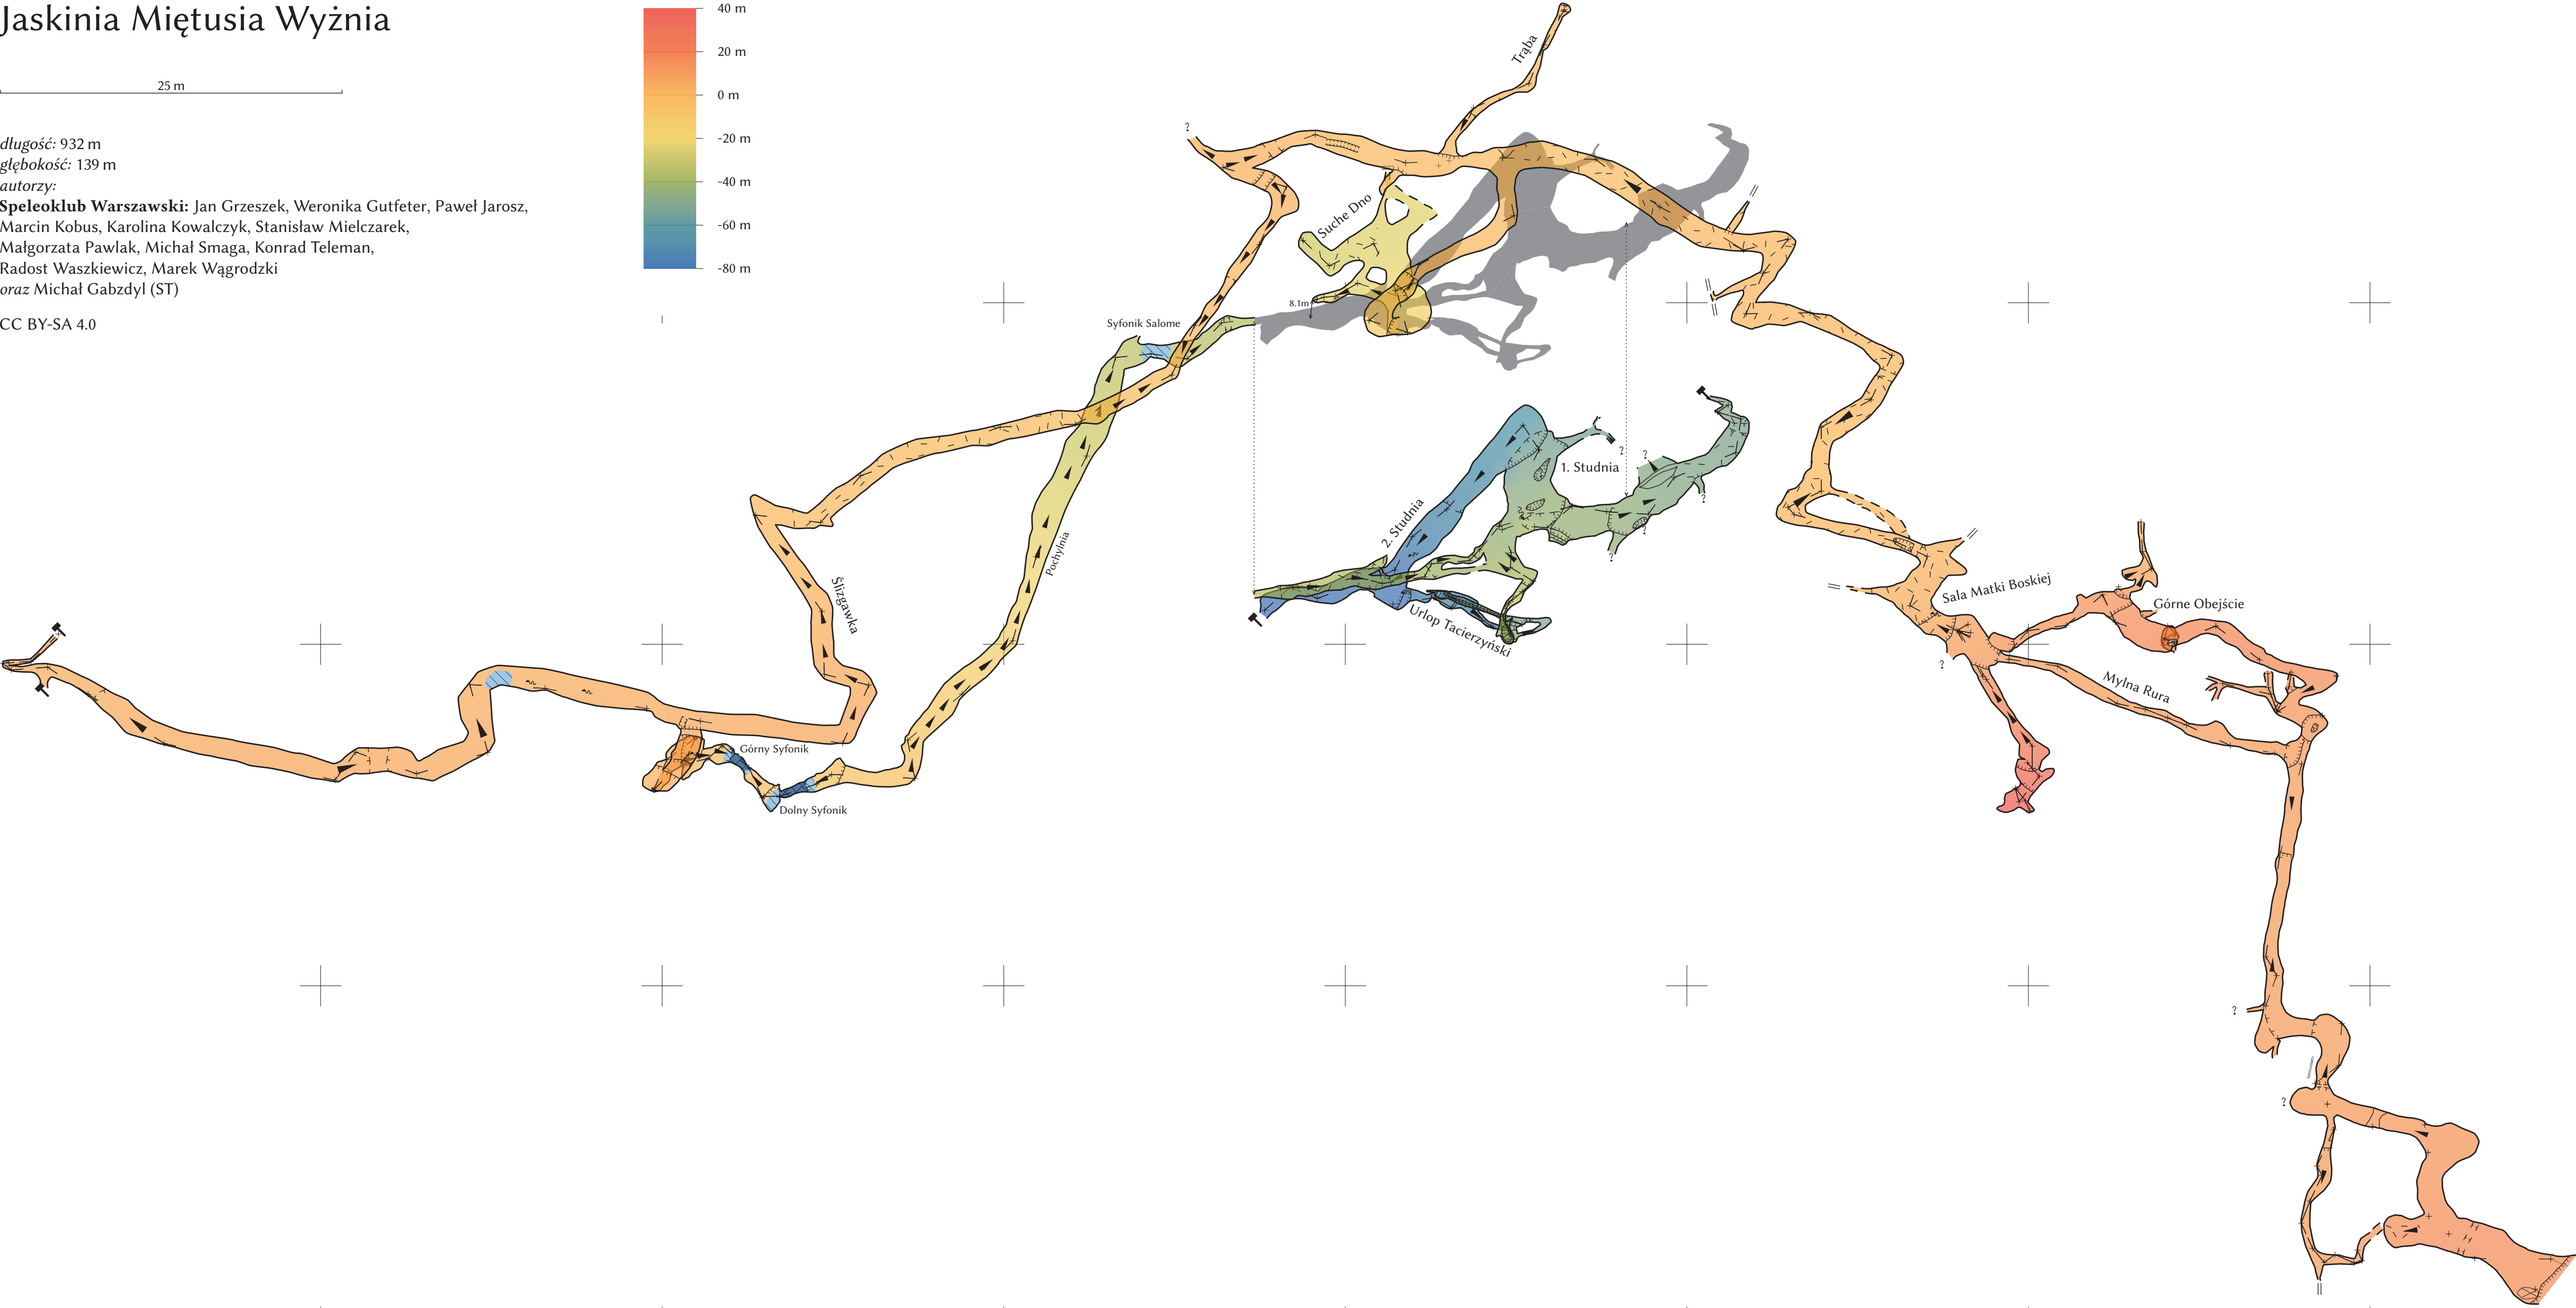 Jaskinia Miętusia Wyżnia
25 m
długość: 932 m
głębokość: 139 m
autorzy:
Speleoklub Warszawski: Jan Grzeszek, Weronika Gutfeter, Paweł Jarosz,
Marcin Kobus, Karolina Kowalczyk, Stanisław Mielczarek,
Małgorzata Pawlak, Michał Smaga, Konrad Teleman,
Radost Waszkiewicz, Marek Wągrodzki
oraz Michał Gabzdyl (ST)
CC BY-SA 4.0
40 m
20 m
0 m
-20 m
-40 m
-60 m
-80 m
Trąba
?
Suche Dno
8.1m
Syfonik Salome
1. Studnia
?
?
?
?
?
2. Studnia
Urlop Tacierzyński
Pochylnia
Ślizgawka
Sala Matki Boskiej
?
Górne Obejście
Mylna Rura
Górny Syfonik
Dolny Syfonik
?
?